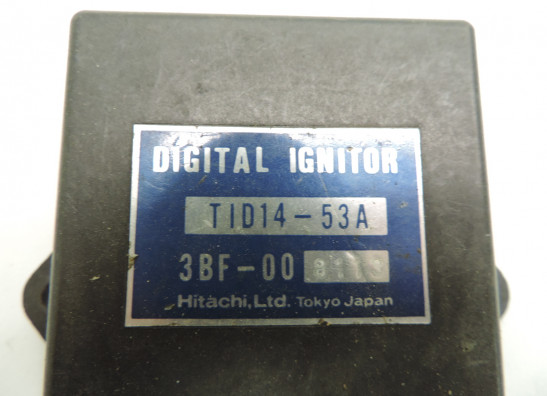 DIGITAL IGNITOR
TID14-53A
3BF-00
Hitachi, Ltd. Tokyo Japan